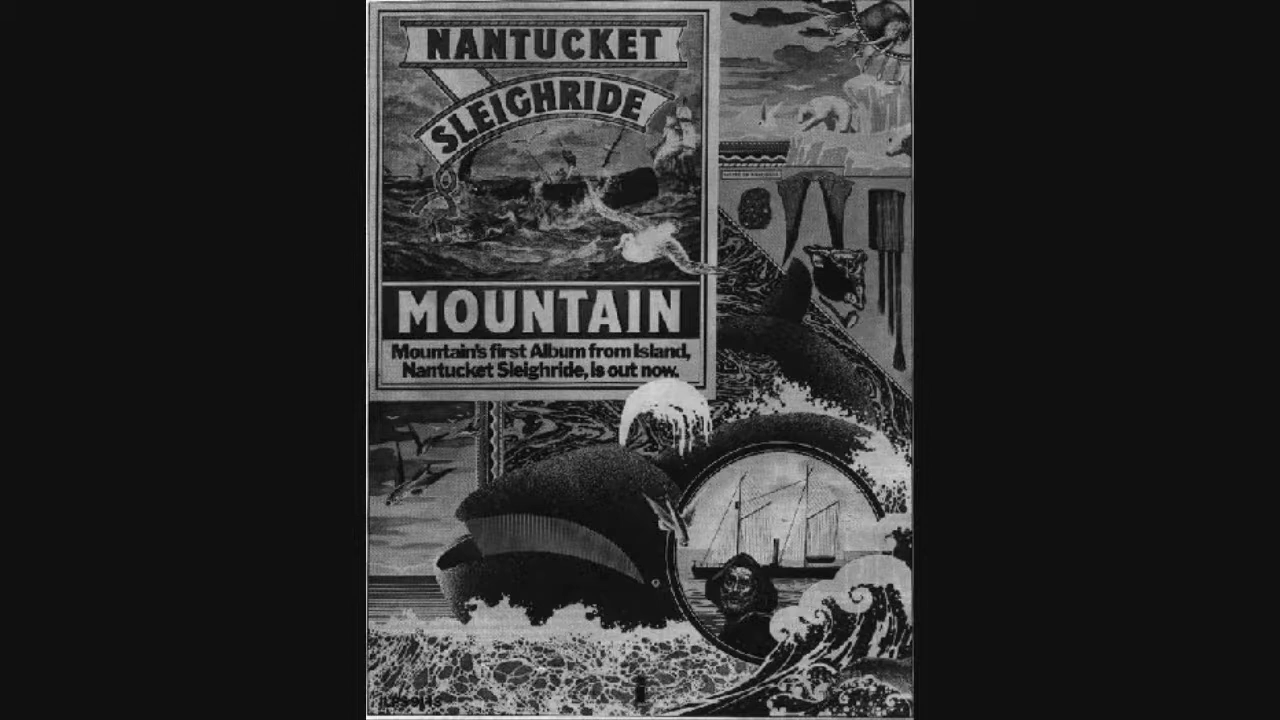 NANTUCKET
SLEIGHRIDE
MOUNTAIN
Mountain's first Album from Island,
Nantucket Sleighride, is out now.